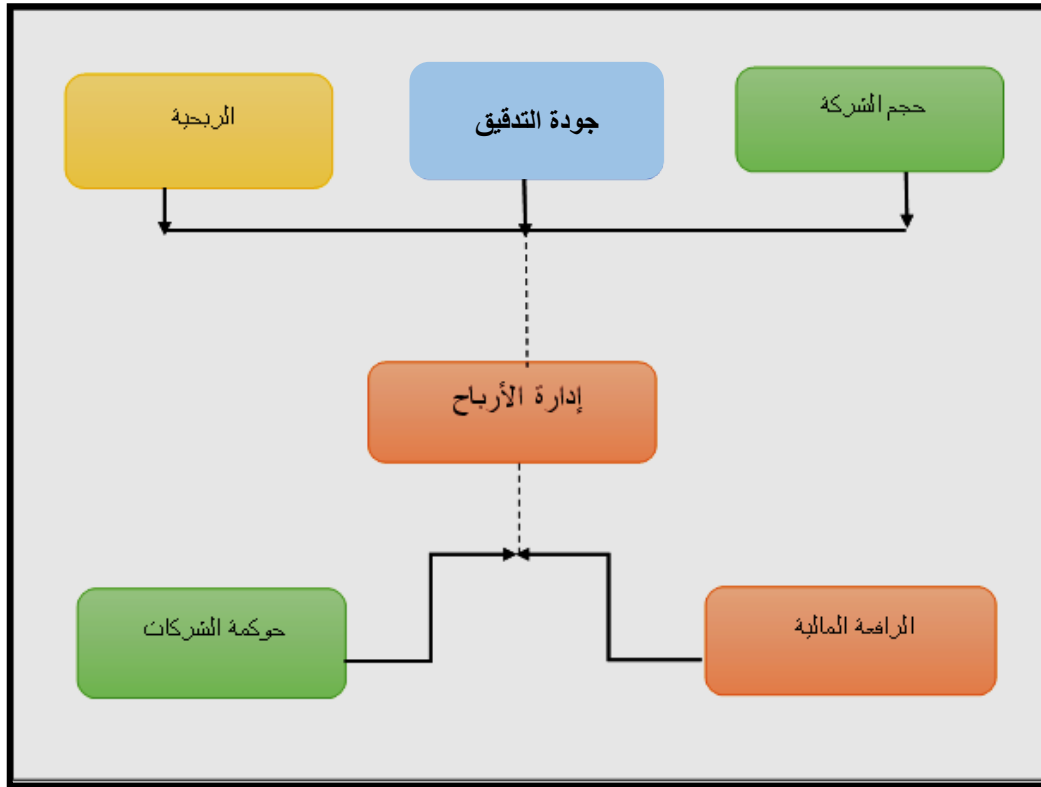 حجم الشركة
جودة التدقيق
الربحية
إدارة الأرباح
الرافعة المالية
حوكمة الشركات